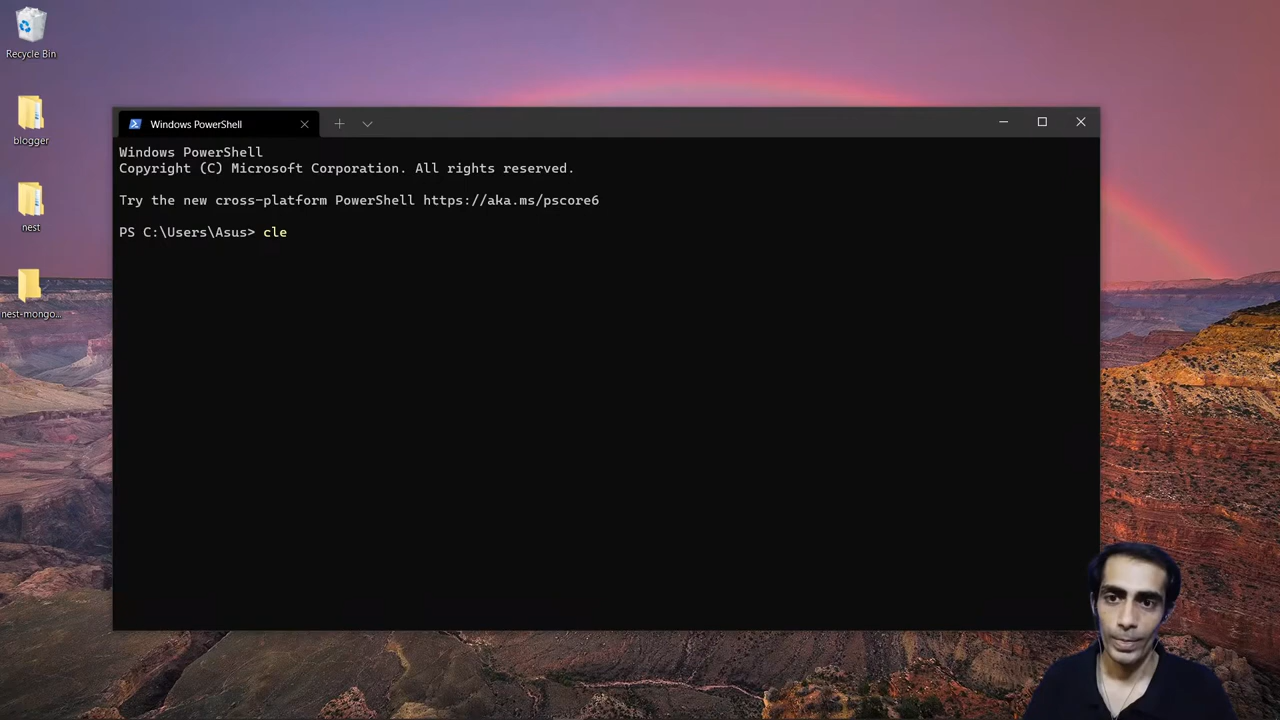 Recycle Bin
blogger
nest
nest-mongo...
Windows PowerShell
Windows PowerShell
Copyright (C) Microsoft Corporation. All rights reserved.
Try the new cross-platform PowerShell https://aka.ms/pscore6
PS C:\Users\Asus> cle